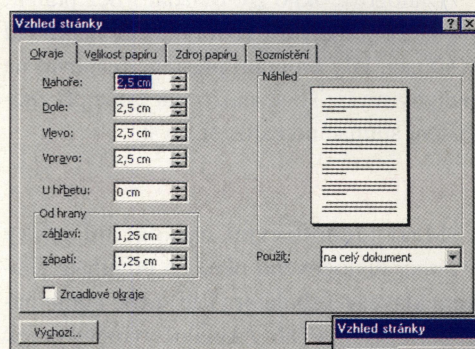 Vzhled stránky
Okraje Velikost papíru Zdroj papíru Rozmístění
Nahoře: 2,5 cm
Dole: 2,5 cm
Vlevo: 2,5 cm
Vpravo: 2,5 cm
U hřbetu: 0 cm
Od hrany
záhlaví: 1,25 cm
zápatí: 1,25 cm
Zrcadlové okraje
Náhled
Použít: na celý dokument
Výchozí...
Vzhled stránky